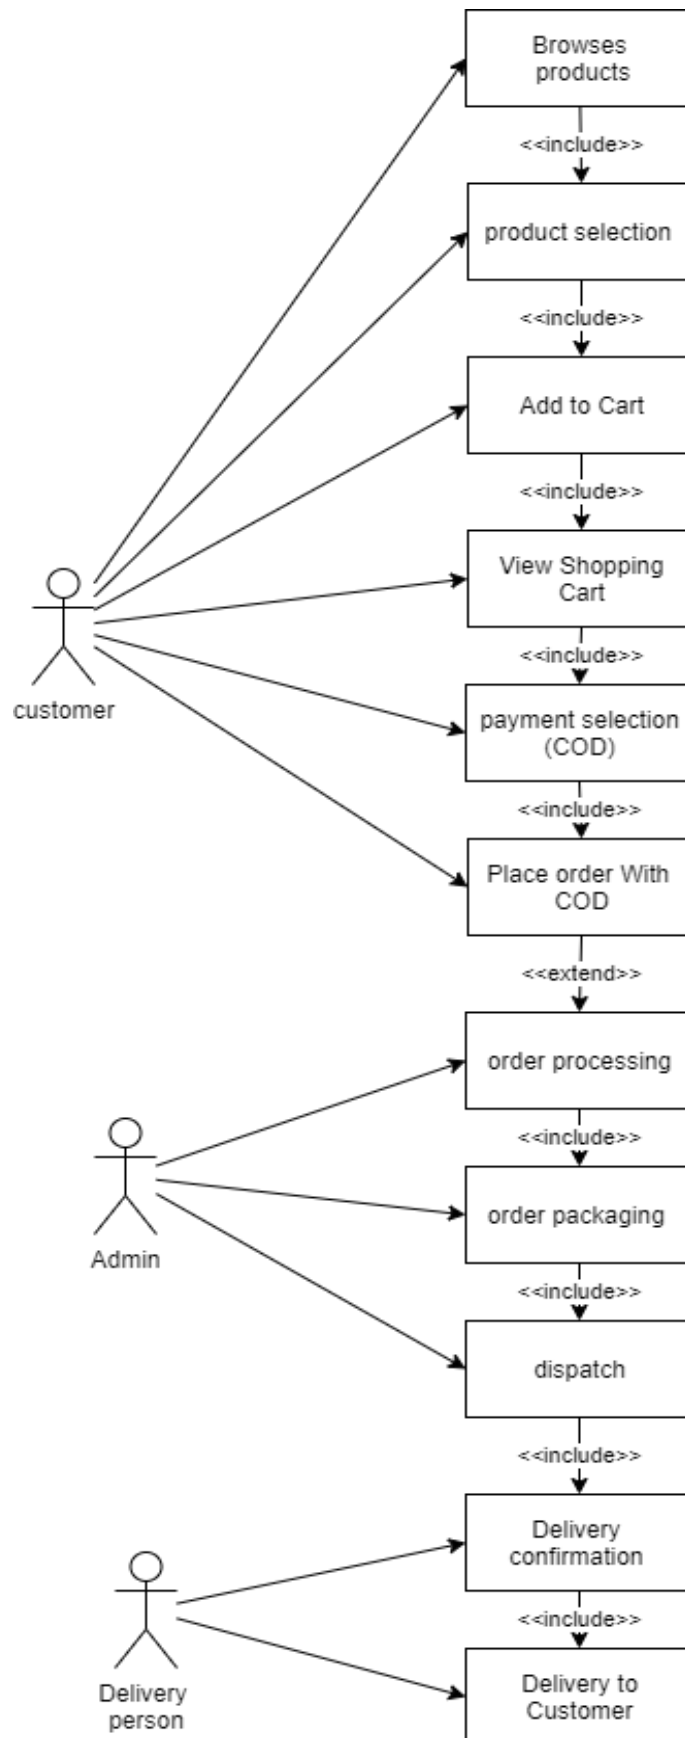 Browses
products
<<include>>
product selection
<<include>>
Add to Cart
<<include>>
View Shopping
Cart
<<include>>
customer
payment selection
(COD)
<<include>>
Place order With
COD
<<extend>>
order processing
<<include>>
order packaging
Admin
<<include>>
dispatch
<<include>>
Delivery
confirmation
<<include>>
Delivery
person
Delivery to
Customer